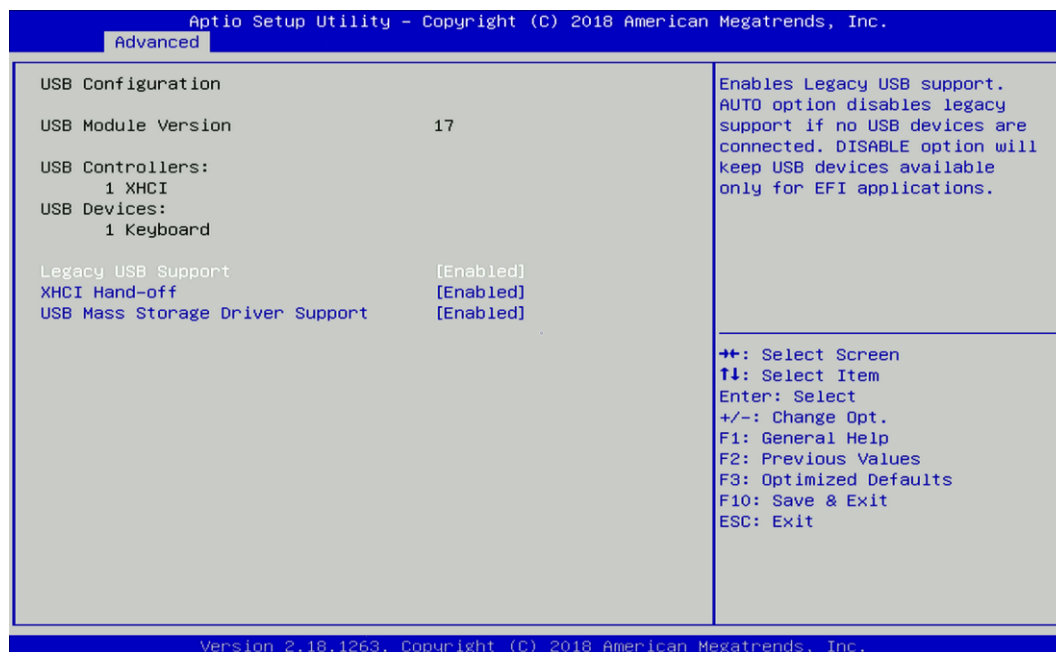 Aptio Setup Utility – Copyright (C) 2018 American Megatrends, Inc.
Advanced
USB Configuration
USB Module Version 17
USB Controllers:
1 XHCI
USB Devices:
1 Keyboard
Legacy USB Support [Enabled]
XHCI Hand-off [Enabled]
USB Mass Storage Driver Support [Enabled]
Enables Legacy USB support.
AUTO option disables legacy
support if no USB devices are
connected. DISABLE option will
keep USB devices available
only for EFI applications.
→←: Select Screen
↑↓: Select Item
Enter: Select
+/-: Change Opt.
F1: General Help
F2: Previous Values
F3: Optimized Defaults
F10: Save & Exit
ESC: Exit
Version 2.18.1263. Copyright (C) 2018 American Megatrends, Inc.